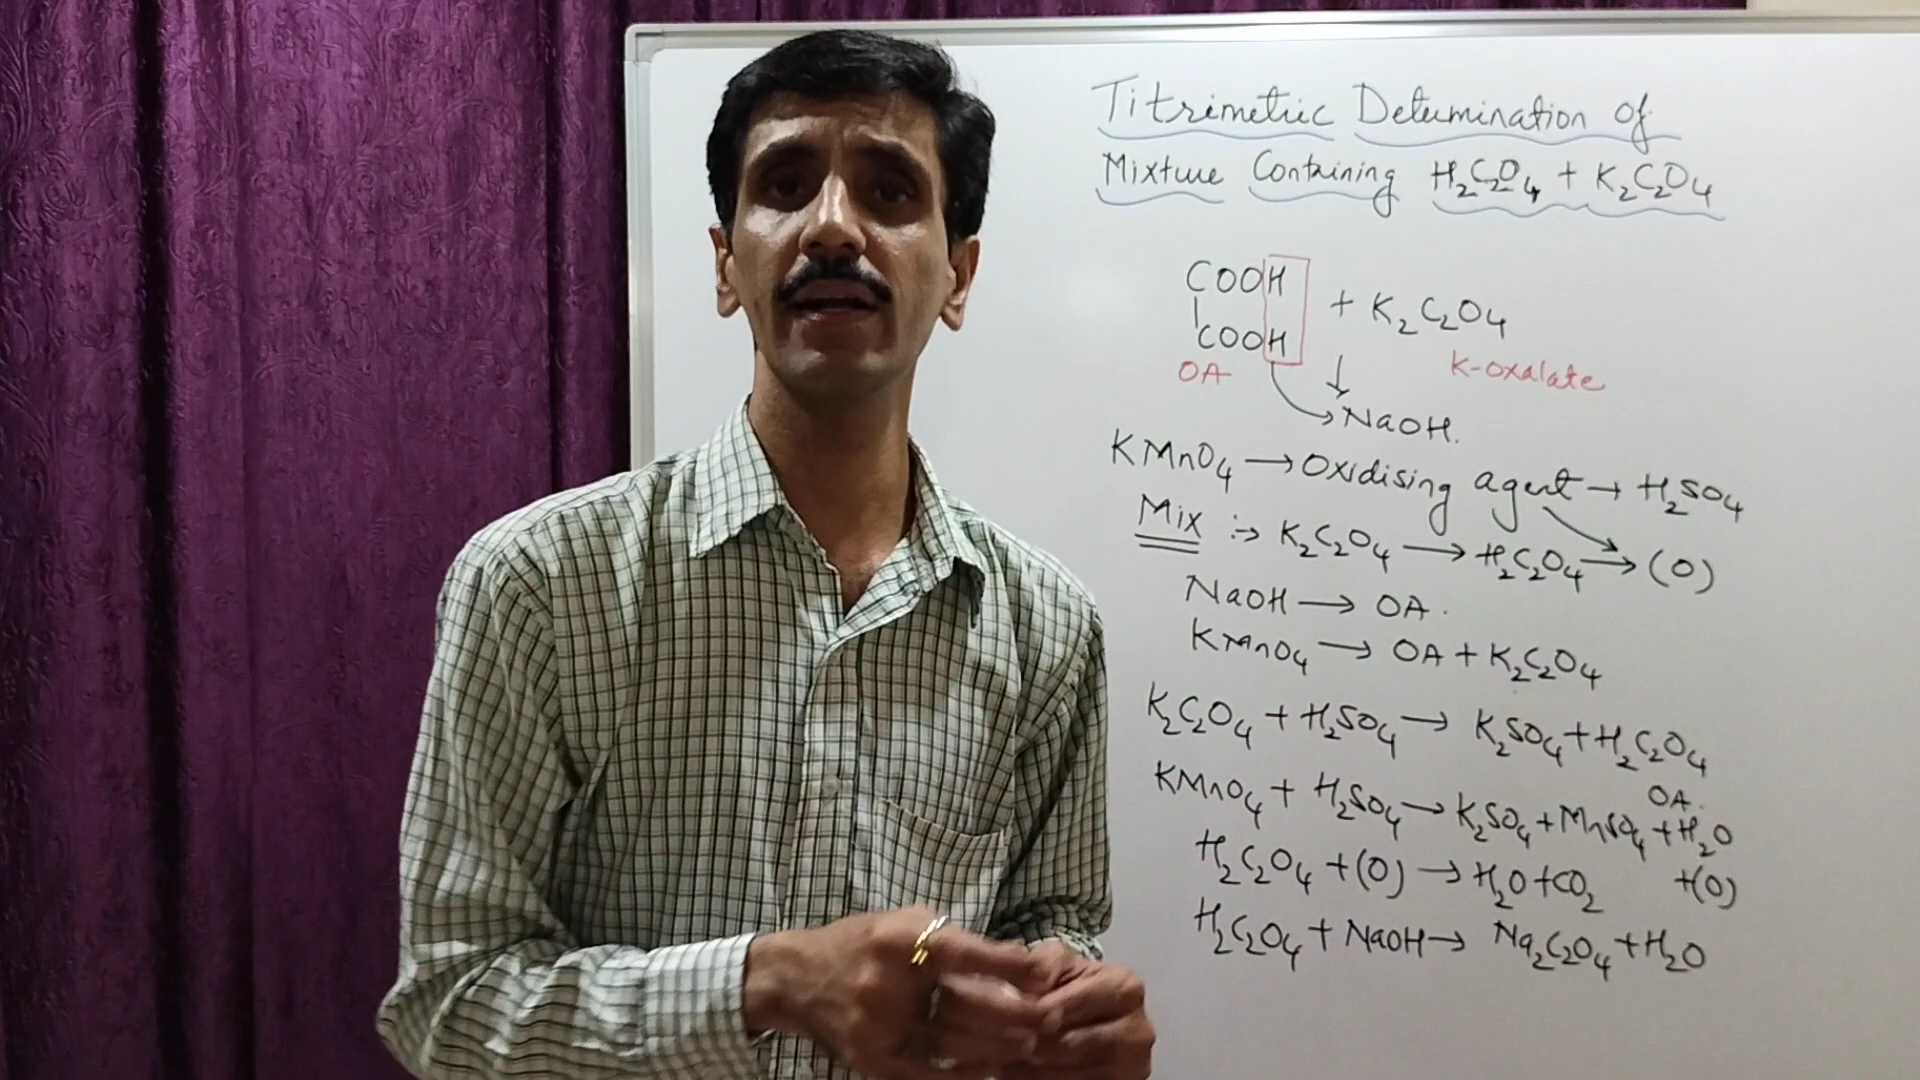 Titrimetric Determination of
Mixture Containing H₂C₂O₄ + K₂C₂O₄
COOH
|
COOH
+ K₂C₂O₄
OA
K-oxalate
↓
→ NaOH.
KMnO₄ → Oxidising agent → H₂SO₄
Mix :→ K₂C₂O₄ → H₂C₂O₄ → (O)
NaOH → OA.
KMnO₄ → OA + K₂C₂O₄
K₂C₂O₄ + H₂SO₄ → K₂SO₄ + H₂C₂O₄
OA.
KMnO₄ + H₂SO₄ → K₂SO₄ + MnSO₄ + H₂O
+(O)
H₂C₂O₄ + (O) → H₂O + CO₂
H₂C₂O₄ + NaOH → Na₂C₂O₄ + H₂O